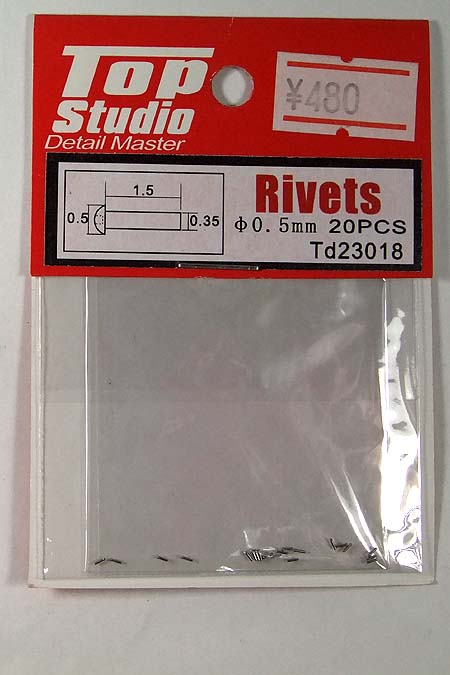 Top
Studio
Detail Master
¥480
1.5
0.5
0.35
Rivets
Φ0.5mm 20PCS
Td23018